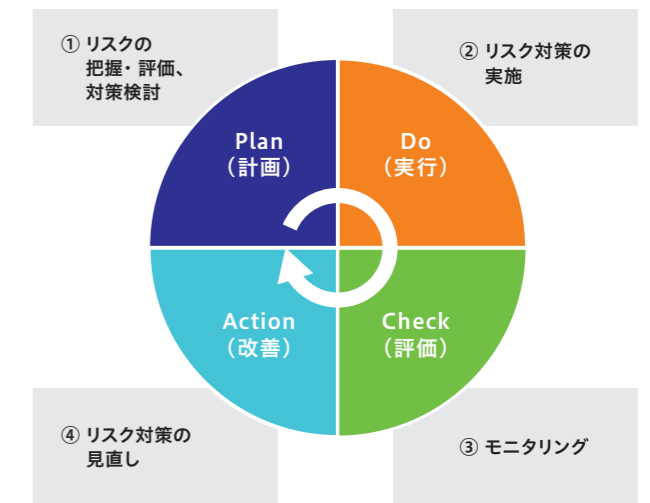 ① リスクの
把握・評価、
対策検討
② リスク対策の
実施
Plan
（計画）
Do
（実行）
Action
（改善）
Check
（評価）
④ リスク対策の
見直し
③ モニタリング